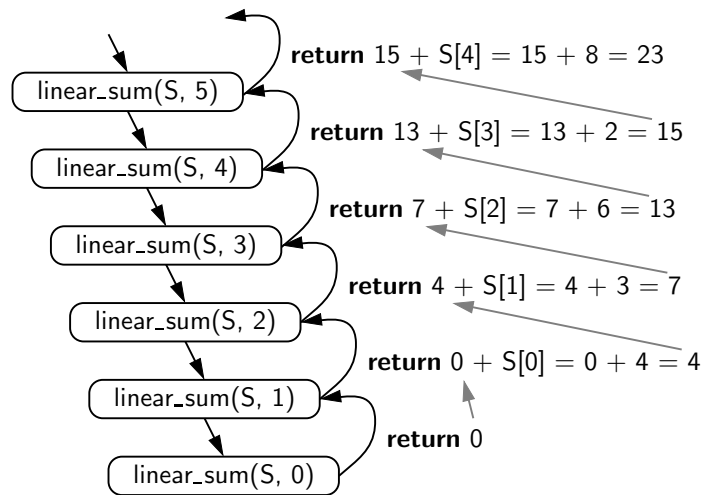 return 15 + S[4] = 15 + 8 = 23
linear_sum(S, 5)
return 13 + S[3] = 13 + 2 = 15
linear_sum(S, 4)
return 7 + S[2] = 7 + 6 = 13
linear_sum(S, 3)
return 4 + S[1] = 4 + 3 = 7
linear_sum(S, 2)
return 0 + S[0] = 0 + 4 = 4
linear_sum(S, 1)
return 0
linear_sum(S, 0)